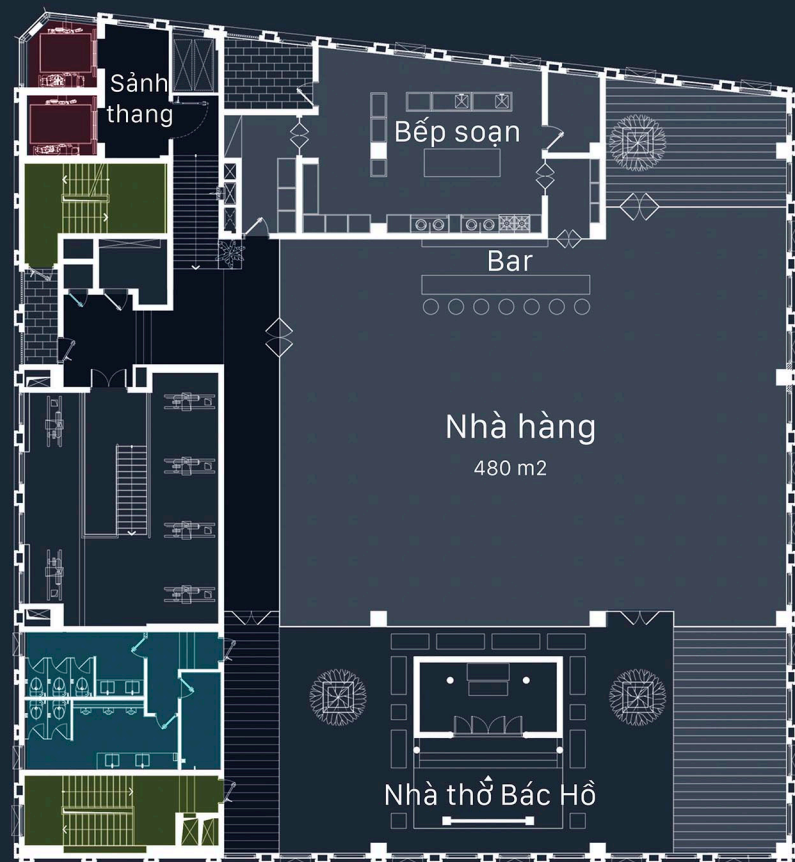 Sảnh
thang
Bếp soạn
Bar
Nhà hàng
480 m2
Nhà thờ Bác Hồ